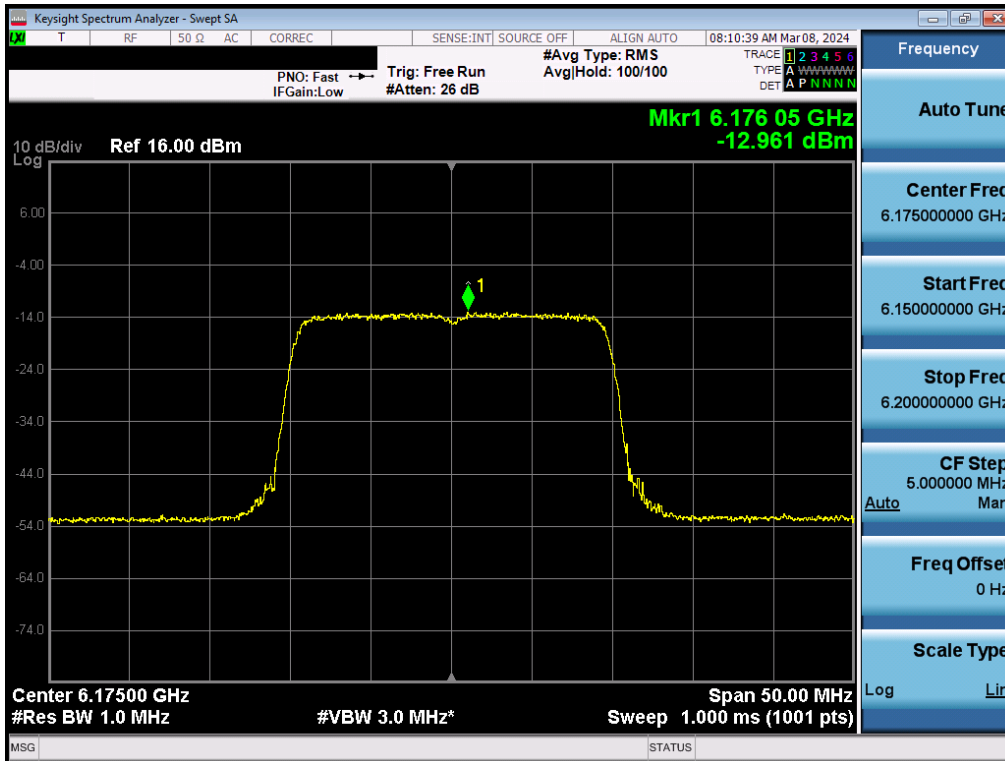 Keysight Spectrum Analyzer - Swept SA
LXI T RF 50 Ω AC CORREC SENSE:INT SOURCE OFF ALIGN AUTO 08:10:39 AM Mar 08, 2024
PNO: Fast
IFGain:Low
Trig: Free Run
#Atten: 26 dB
#Avg Type: RMS
Avg|Hold: 100/100
TRACE 1 2 3 4 5 6
TYPE A WWWWW
DET A P N N N N
Mkr1 6.176 05 GHz
-12.961 dBm
10 dB/div Ref 16.00 dBm
Log
6.00
-4.00
1
-14.0
-24.0
-34.0
-44.0
-54.0
-64.0
-74.0
Center 6.17500 GHz Span 50.00 MHz
#Res BW 1.0 MHz #VBW 3.0 MHz* Sweep 1.000 ms (1001 pts)
MSG STATUS
Frequency
Auto Tune
Center Freq
6.175000000 GHz
Start Freq
6.150000000 GHz
Stop Freq
6.200000000 GHz
CF Step
5.000000 MHz
Auto Man
Freq Offset
0 Hz
Scale Type
Log Lin